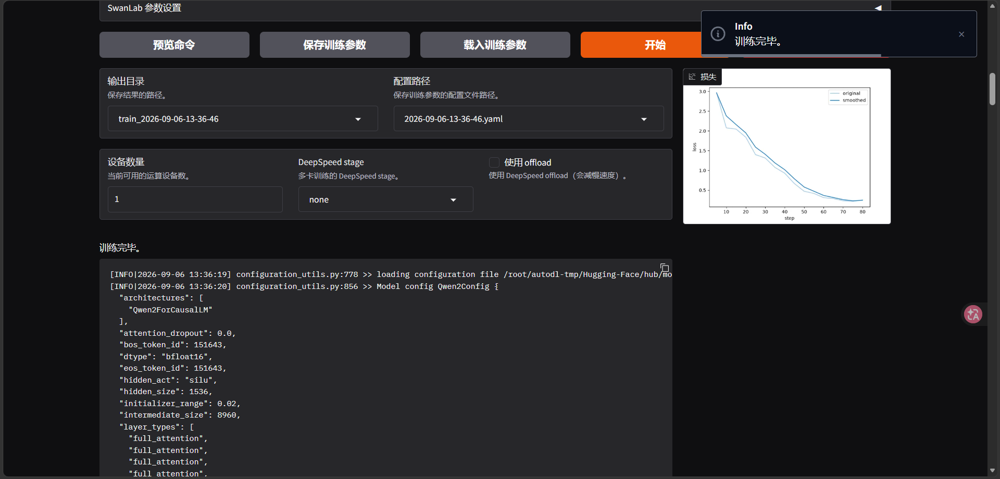 SwanLab 参数设置
Info
训练完毕。
预览命令
保存训练参数
载入训练参数
开始
输出目录
保存结果的路径。
train_2026-09-06-13-36-46
配置路径
保存训练参数的配置文件路径。
2026-09-06-13-36-46.yaml
设备数量
当前可用的运算设备数。
1
DeepSpeed stage
多卡训练的 DeepSpeed stage。
none
使用 offload
使用 DeepSpeed offload（会减慢速度）。
损失
original
smoothed
3.0
2.5
2.0
1.5
1.0
0.5
loss
10 20 30 40 50 60 70 80
step
训练完毕。
[INFO|2026-09-06 13:36:19] configuration_utils.py:778 >> loading configuration file /root/autodl-tmp/Hugging-Face/hub/mo
[INFO|2026-09-06 13:36:20] configuration_utils.py:856 >> Model config Qwen2Config {
"architectures": [
"Qwen2ForCausalLM"
],
"attention_dropout": 0.0,
"bos_token_id": 151643,
"dtype": "bfloat16",
"eos_token_id": 151643,
"hidden_act": "silu",
"hidden_size": 1536,
"initializer_range": 0.02,
"intermediate_size": 8960,
"layer_types": [
"full_attention",
"full_attention",
"full_attention",
"full_attention",